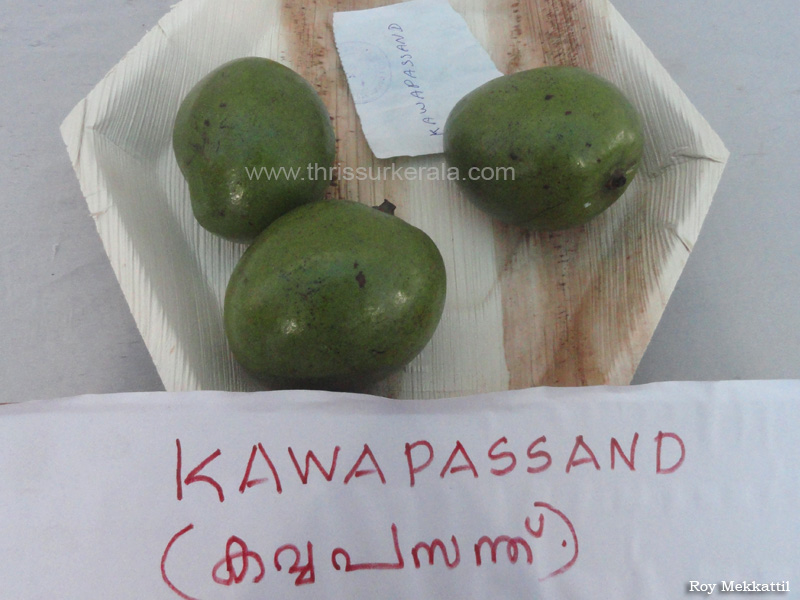 KAWAPASSAND
www.thrissurkerala.com
KAWAPASSAND
(കവ്വപസന്ത്.)
Roy Mekkattil